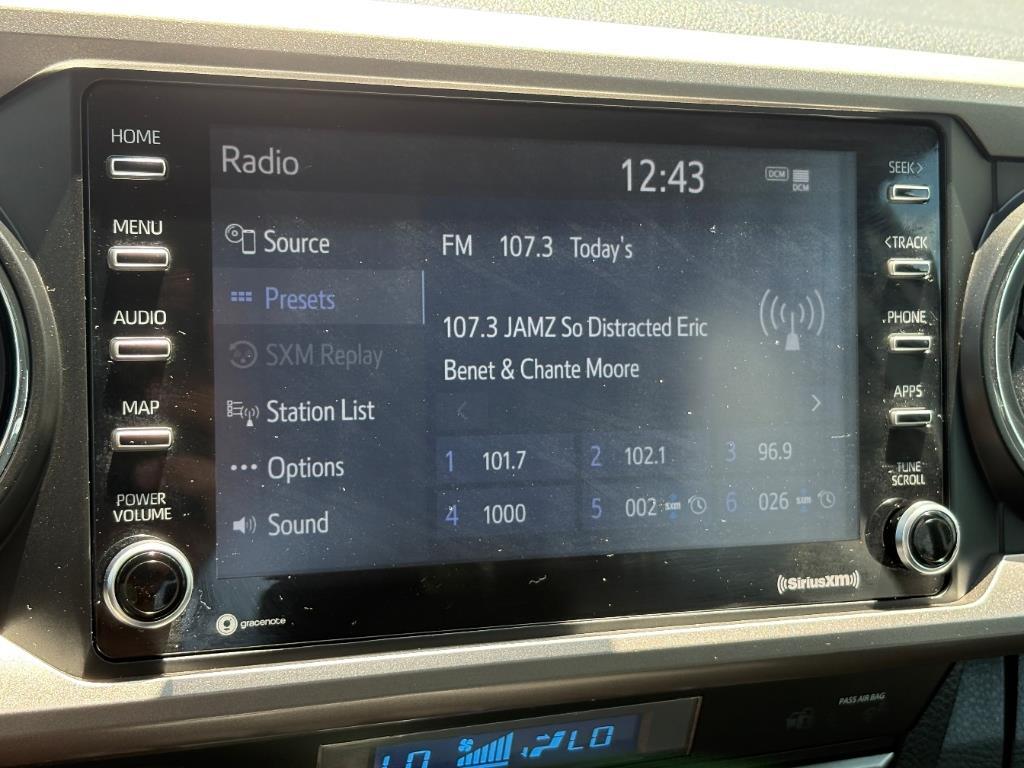 HOME
MENU
AUDIO
MAP
POWER
VOLUME
Radio
12:43
DCM
DCM
Source
Presets
SXM Replay
Station List
Options
Sound
FM 107.3 Today's
107.3 JAMZ So Distracted Eric
Benet & Chante Moore
< >
1 101.7 2 102.1 3 96.9
4 1000 5 002 sxm 6 026 sxm
SEEK>
<TRACK
PHONE
APPS
TUNE
SCROLL
gracenote
((SiriusXM))
PASS AIR BAG
LO LO